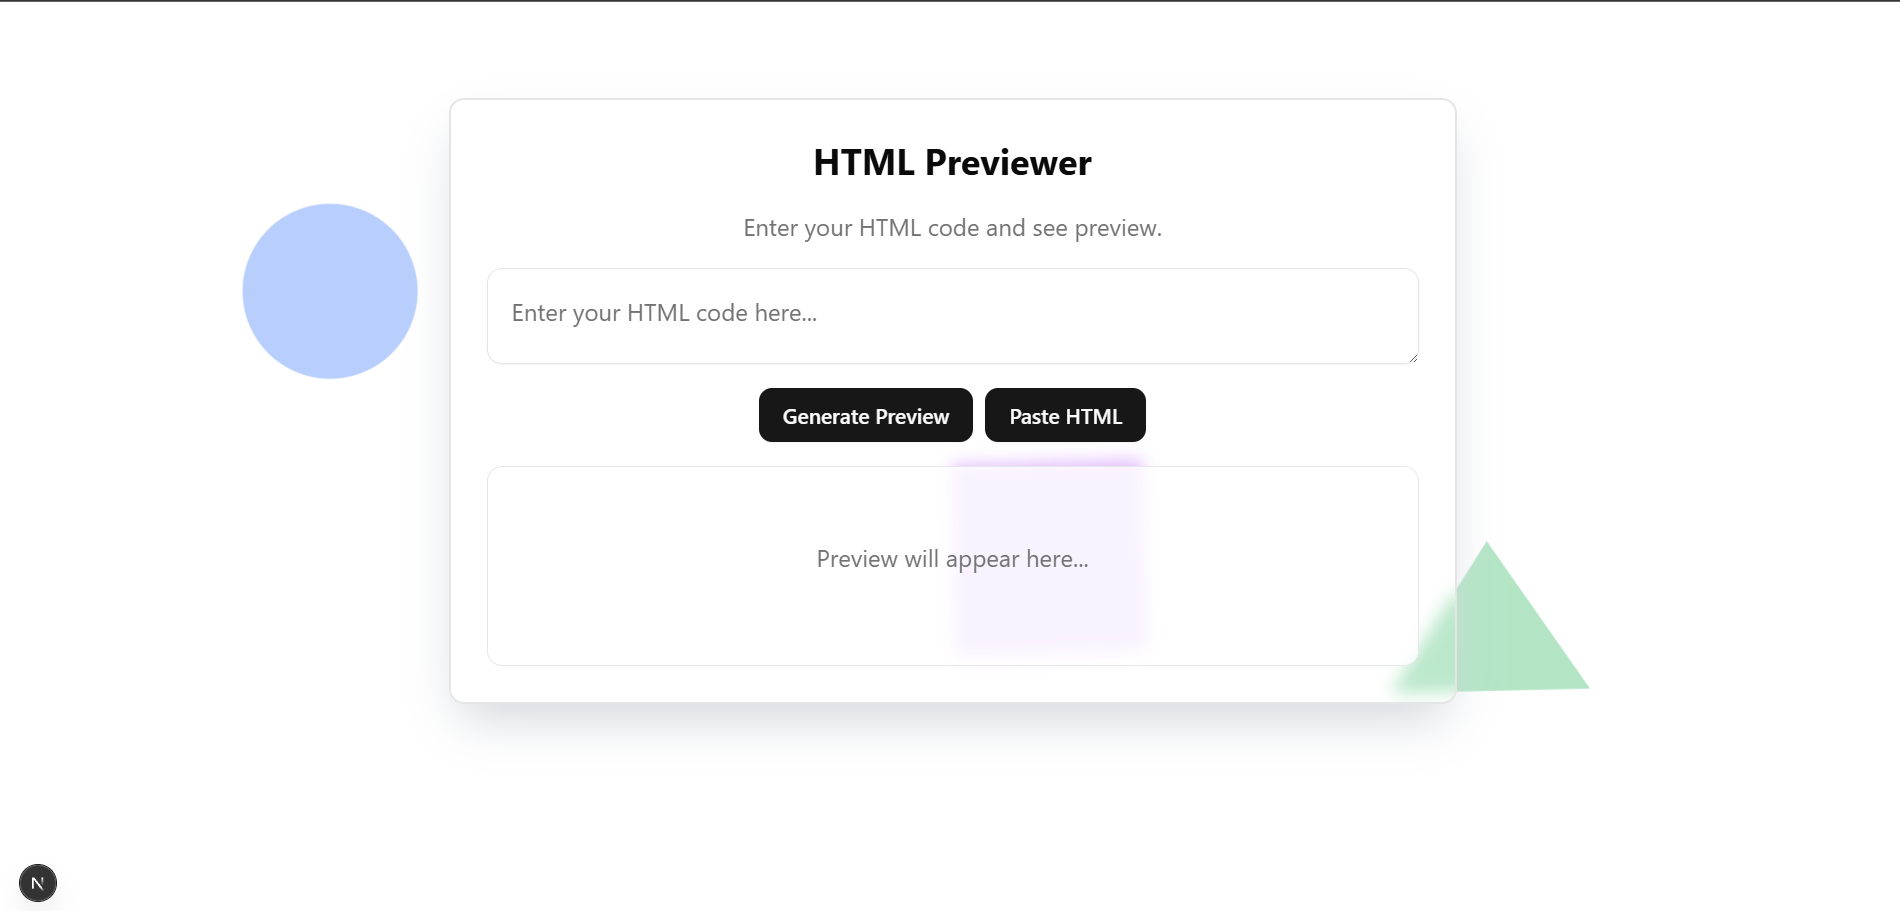 HTML Previewer
Enter your HTML code and see preview.
Enter your HTML code here...
Generate Preview Paste HTML
Preview will appear here...
N